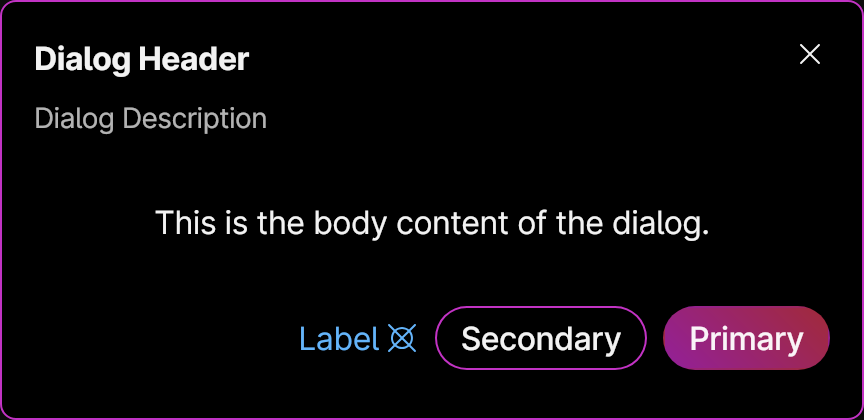 Dialog Header
Dialog Description
This is the body content of the dialog.
Label Secondary Primary